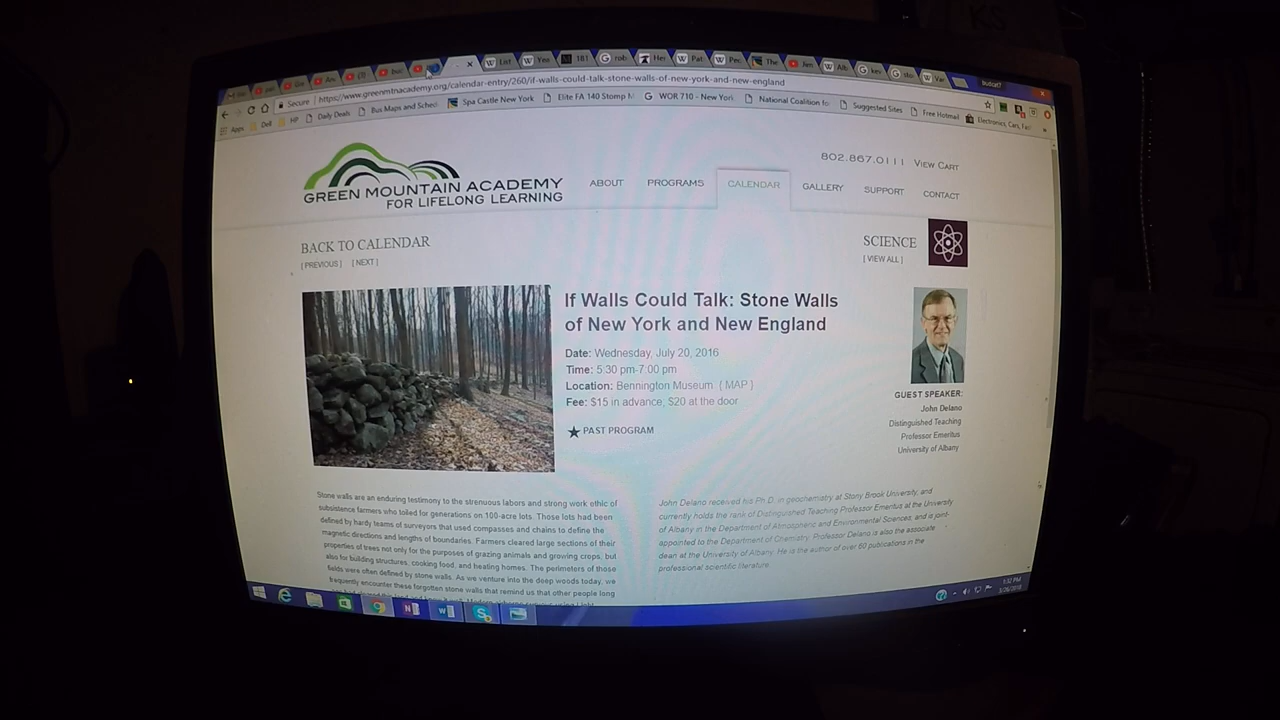 List
181
rob
Her
Pat
The
budcat7
Secure | https://www.greenmtnacademy.org/calendar-entry/260/if-walls-could-talk-stone-walls-of-new-york-and-new-england
Apps Dell HP Daily Deals Bus Maps and Sched Spa Castle New York Elite FA 140 Stomp M WOR 710 - New York National Coalition fo Suggested Sites Free Hotmail Electronics, Cars, Fas
802.867.0111 VIEW CART
GREEN MOUNTAIN ACADEMY
FOR LIFELONG LEARNING
ABOUT PROGRAMS CALENDAR GALLERY SUPPORT CONTACT
BACK TO CALENDAR
[ PREVIOUS ] [ NEXT ]
SCIENCE
[ VIEW ALL ]
If Walls Could Talk: Stone Walls
of New York and New England
Date: Wednesday, July 20, 2016
Time: 5:30 pm-7:00 pm
Location: Bennington Museum ( MAP )
Fee: $15 in advance, $20 at the door
★ PAST PROGRAM
GUEST SPEAKER:
John Delano
Distinguished Teaching
Professor Emeritus
University of Albany
Stone walls are an enduring testimony to the strenuous labors and strong work ethic of
subsistance farmers who toiled for generations on 100-acre lots. Those lots had been
defined by hardy teams of surveyors that used compasses and chains to define the
magnetic directions and lengths of boundaries. Farmers cleared large sections of their
properties of trees not only for the purposes of grazing animals and growing crops, but
also for building structures, cooking food, and heating homes. The perimeters of those
fields were often defined by stone walls. As we venture into the deep woods today, we
frequently encounter these forgotten stone walls that remind us that other people long
John Delano received his Ph.D. in geochemistry at Stony Brook University, and
currently holds the rank of Distinguished Teaching Professor Emeritus at the University
of Albany in the Department of Atmospheric and Environmental Sciences, and is joint-
appointed to the Department of Chemistry. Professor Delano is also the associate
dean at the University of Albany. He is the author of over 60 publications in the
professional scientific literature.